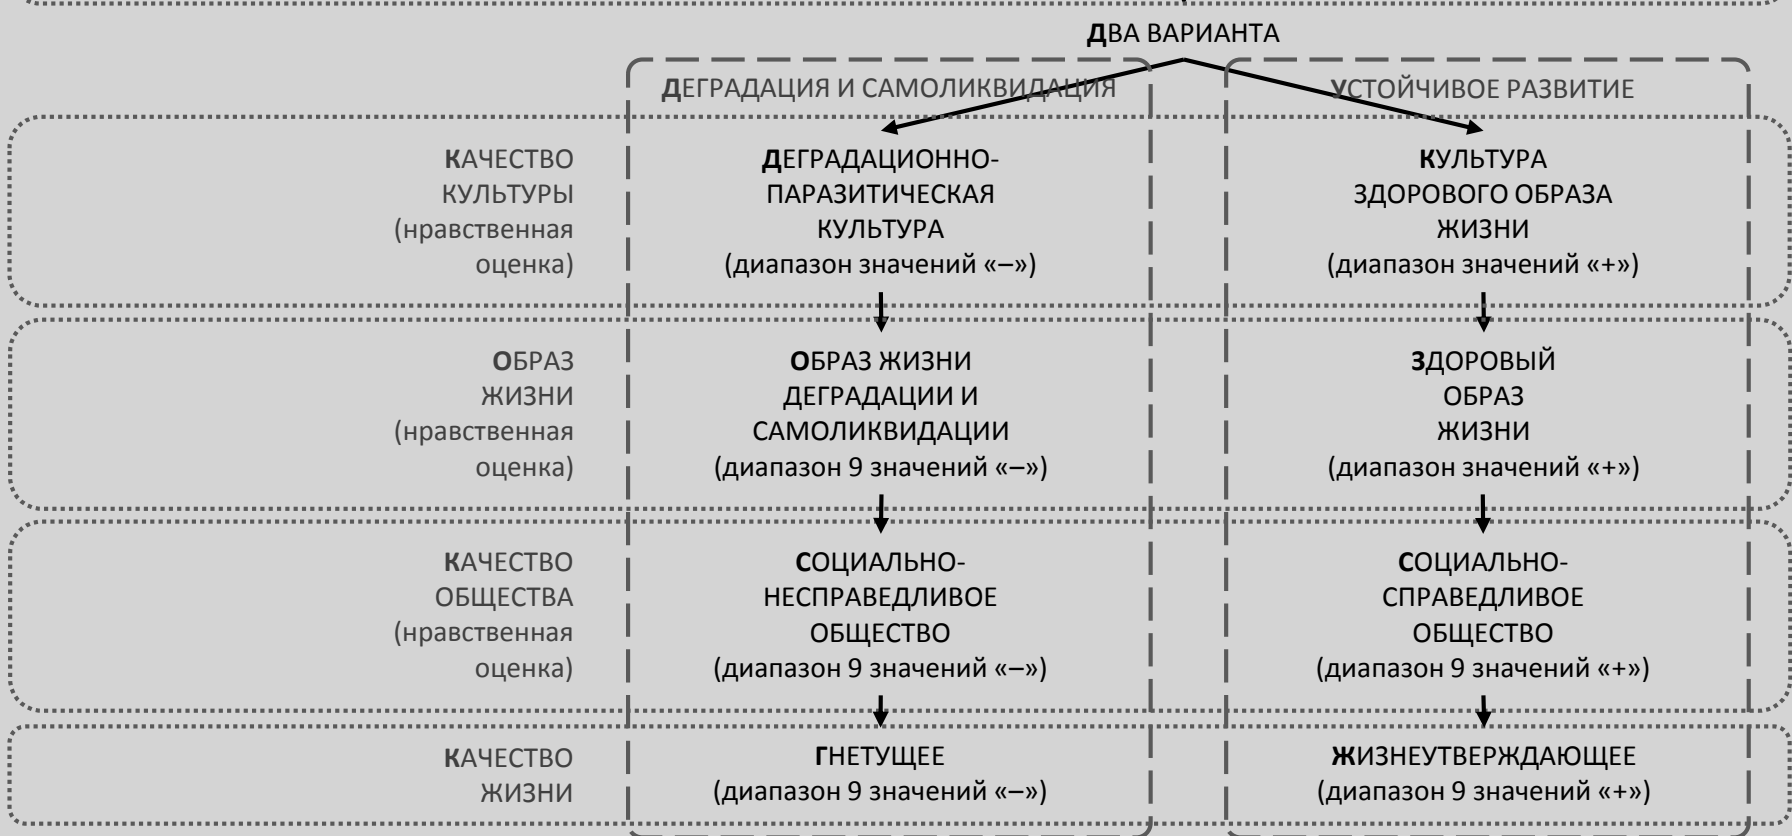 ДВА ВАРИАНТА
ДЕГРАДАЦИЯ И САМОЛИКВИДАЦИЯ
УСТОЙЧИВОЕ РАЗВИТИЕ
КАЧЕСТВО
КУЛЬТУРЫ
(нравственная
оценка)
ДЕГРАДАЦИОННО-
ПАРАЗИТИЧЕСКАЯ
КУЛЬТУРА
(диапазон значений «–»)
КУЛЬТУРА
ЗДОРОВОГО ОБРАЗА
ЖИЗНИ
(диапазон значений «+»)
ОБРАЗ
ЖИЗНИ
(нравственная
оценка)
ОБРАЗ ЖИЗНИ
ДЕГРАДАЦИИ И
САМОЛИКВИДАЦИИ
(диапазон 9 значений «–»)
ЗДОРОВЫЙ
ОБРАЗ
ЖИЗНИ
(диапазон значений «+»)
КАЧЕСТВО
ОБЩЕСТВА
(нравственная
оценка)
СОЦИАЛЬНО-
НЕСПРАВЕДЛИВОЕ
ОБЩЕСТВО
(диапазон 9 значений «–»)
СОЦИАЛЬНО-
СПРАВЕДЛИВОЕ
ОБЩЕСТВО
(диапазон 9 значений «+»)
КАЧЕСТВО
ЖИЗНИ
ГНЕТУЩЕЕ
(диапазон 9 значений «–»)
ЖИЗНЕУТВЕРЖДАЮЩЕЕ
(диапазон 9 значений «+»)